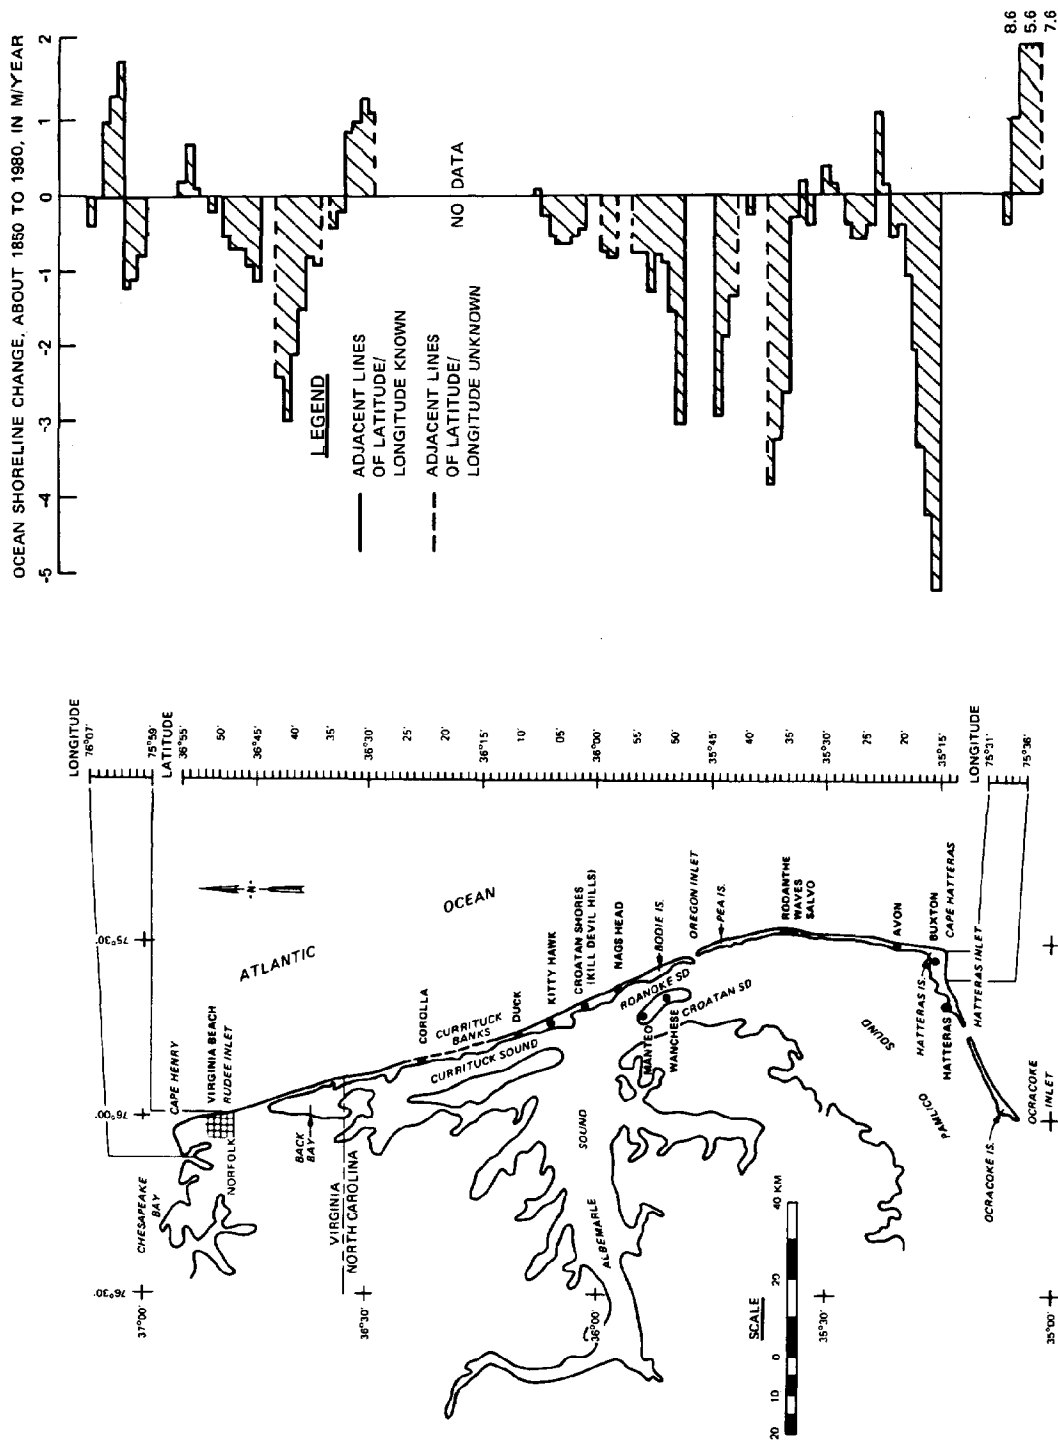 OCEAN SHORELINE CHANGE, ABOUT 1850 TO 1980, IN M/YEAR
-5
-4
-3
-2
-1
0
1
2
8.6
5.6
7.6
NO DATA
LEGEND
ADJACENT LINES
OF LATITUDE/
LONGITUDE KNOWN
ADJACENT LINES
OF LATITUDE/
LONGITUDE UNKNOWN
LONGITUDE
76°07'
75°59'
LATITUDE
36°55'
50'
36°45'
40'
35'
36°30'
25'
20'
36°15'
10'
05'
36°00'
55'
50'
35°45'
40'
35'
35°30'
25'
20'
35°15'
LONGITUDE
75°31'
75°36'
75°30'
76°00'
76°30'
37°00'
36°30'
36°00'
35°30'
35°00'
-N-
ATLANTIC
OCEAN
CAPE HENRY
VIRGINIA BEACH
RUDEE INLET
CHESAPEAKE
BAY
NORFOLK
BACK
BAY
VIRGINIA
NORTH CAROLINA
COROLLA
CURRITUCK
BANKS
CURRITUCK SOUND
DUCK
KITTY HAWK
CROATAN SHORES
(KILL DEVIL HILLS)
NAGS HEAD
BODIE IS.
OREGON INLET
PEA IS.
ROANOKE SD
CROATAN SD
MANTEO
WANCHESE
ALBEMARLE
SOUND
RODANTHE
WAVES
SALVO
AVON
BUXTON
CAPE HATTERAS
HATTERAS IS.
HATTERAS
HATTERAS INLET
PAMLICO
SOUND
OCRACOKE IS.
OCRACOKE
INLET
SCALE
20
10
0
20
40 KM